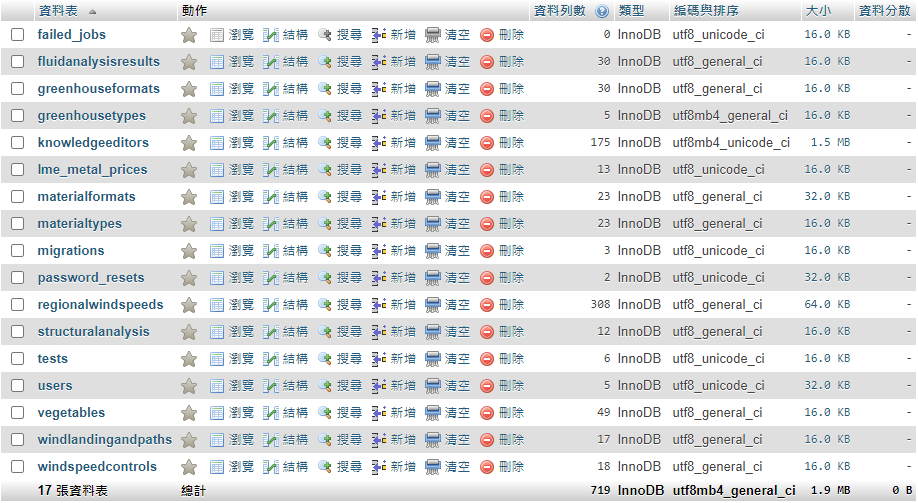 資料表 動作 資料列數 類型 編碼與排序 大小 資料分散
failed_jobs 瀏覽 結構 搜尋 新增 清空 刪除 0 InnoDB utf8_unicode_ci 16.0 KB -
fluidanalysisresults 瀏覽 結構 搜尋 新增 清空 刪除 30 InnoDB utf8_general_ci 16.0 KB -
greenhouseformats 瀏覽 結構 搜尋 新增 清空 刪除 30 InnoDB utf8_general_ci 16.0 KB -
greenhousetypes 瀏覽 結構 搜尋 新增 清空 刪除 5 InnoDB utf8mb4_general_ci 16.0 KB -
knowledgeeditors 瀏覽 結構 搜尋 新增 清空 刪除 175 InnoDB utf8mb4_unicode_ci 1.5 MB -
lme_metal_prices 瀏覽 結構 搜尋 新增 清空 刪除 13 InnoDB utf8_unicode_ci 16.0 KB -
materialformats 瀏覽 結構 搜尋 新增 清空 刪除 23 InnoDB utf8_general_ci 32.0 KB -
materialtypes 瀏覽 結構 搜尋 新增 清空 刪除 23 InnoDB utf8_general_ci 16.0 KB -
migrations 瀏覽 結構 搜尋 新增 清空 刪除 3 InnoDB utf8_unicode_ci 16.0 KB -
password_resets 瀏覽 結構 搜尋 新增 清空 刪除 2 InnoDB utf8_unicode_ci 32.0 KB -
regionalwindspeeds 瀏覽 結構 搜尋 新增 清空 刪除 308 InnoDB utf8_general_ci 64.0 KB -
structuralanalysis 瀏覽 結構 搜尋 新增 清空 刪除 12 InnoDB utf8_general_ci 16.0 KB -
tests 瀏覽 結構 搜尋 新增 清空 刪除 6 InnoDB utf8_unicode_ci 16.0 KB -
users 瀏覽 結構 搜尋 新增 清空 刪除 5 InnoDB utf8_unicode_ci 32.0 KB -
vegetables 瀏覽 結構 搜尋 新增 清空 刪除 49 InnoDB utf8_general_ci 16.0 KB -
windlandingandpaths 瀏覽 結構 搜尋 新增 清空 刪除 17 InnoDB utf8_general_ci 16.0 KB -
windspeedcontrols 瀏覽 結構 搜尋 新增 清空 刪除 18 InnoDB utf8_general_ci 16.0 KB -
17 張資料表 總計 719 InnoDB utf8mb4_general_ci 1.9 MB 0 B